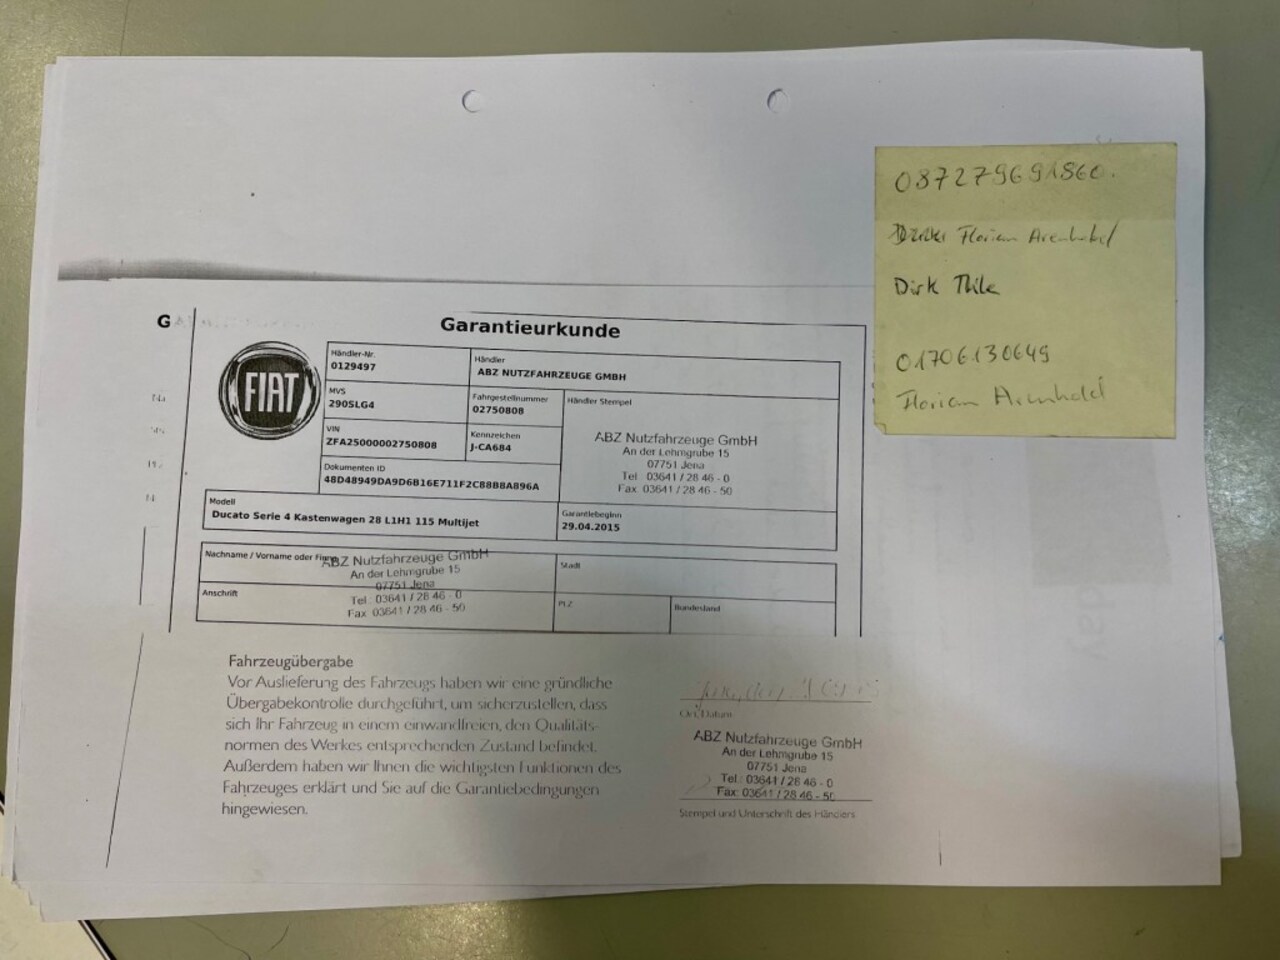 087279691860.
Florian Arenhold
Dirk Thile
01706130649
Florian Arenhold
G
Garantieurkunde
FIAT
Händler-Nr.
0129497
Händler
ABZ NUTZFAHRZEUGE GMBH
MVS
290SLG4
Fahrgestellnummer
02750808
Händler Stempel
VIN
ZFA25000002750808
Kennzeichen
J-CA684
ABZ Nutzfahrzeuge GmbH
An der Lehmgrube 15
07751 Jena
Tel 03641 / 28 46 - 0
Fax 03641 / 28 46 - 50
Dokumenten ID
48D48949DA9D6B16E711F2C88B8A896A
Modell
Ducato Serie 4 Kastenwagen 28 L1H1 115 Multijet
Garantiebeginn
29.04.2015
Nachname / Vorname oder Firma
ABZ Nutzfahrzeuge GmbH
An der Lehmgrube 15
07751 Jena
Tel 03641 / 28 46 - 0
Fax 03641 / 28 46 - 50
Stadt
Anschrift
PLZ
Bundesland
Fahrzeugübergabe
Vor Auslieferung des Fahrzeugs haben wir eine gründliche
Übergabekontrolle durchgeführt, um sicherzustellen, dass
sich Ihr Fahrzeug in einem einwandfreien, den Qualitäts-
normen des Werkes entsprechenden Zustand befindet.
Außerdem haben wir Ihnen die wichtigsten Funktionen des
Fahrzeuges erklärt und Sie auf die Garantiebedingungen
hingewiesen.
Ort, Datum
ABZ Nutzfahrzeuge GmbH
An der Lehmgrube 15
07751 Jena
Tel.: 03641 / 28 46 - 0
Fax: 03641 / 28 46 - 50
Stempel und Unterschrift des Händlers